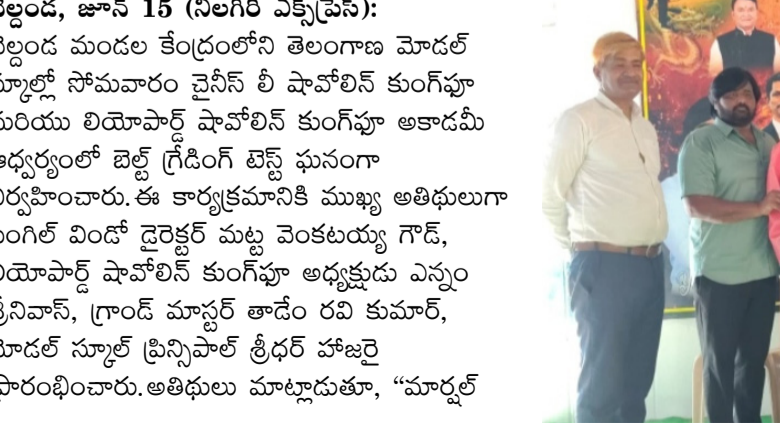 వెల్దండ, జూన్ 15 (నిలగిరి ఎక్స్‌ప్రెస్):
వెల్దండ మండల కేంద్రంలోని తెలంగాణ మోడల్
స్కూల్లో సోమవారం చైనీస్ లీ షావోలిన్ కుంగ్‌ఫూ
మరియు లియోపార్డ్ షావోలిన్ కుంగ్‌ఫూ అకాడమీ
ఆధ్వర్యంలో బెల్ట్ గ్రేడింగ్ టెస్ట్ ఘనంగా
నిర్వహించారు. ఈ కార్యక్రమానికి ముఖ్య అతిథులుగా
సింగిల్ విండో డైరెక్టర్ మట్ట వెంకటయ్య గౌడ్,
లియోపార్డ్ షావోలిన్ కుంగ్‌ఫూ అధ్యక్షుడు ఎన్నం
శ్రీనివాస్, గ్రాండ్ మాస్టర్ తాడేం రవి కుమార్,
మోడల్ స్కూల్ ప్రిన్సిపాల్ శ్రీధర్ హాజరై
ప్రారంభించారు. అతిథులు మాట్లాడుతూ, “మార్షల్